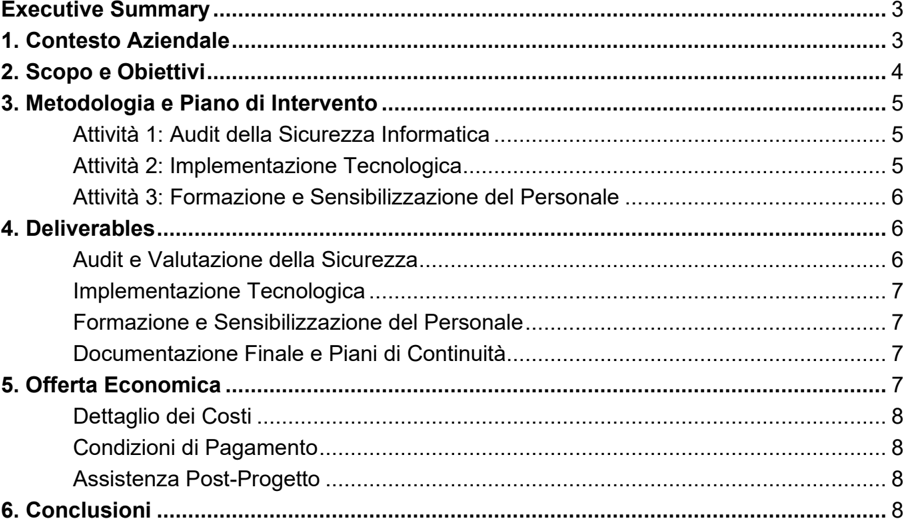 Executive Summary ........................................................................................................ 3
1. Contesto Aziendale ..................................................................................................... 3
2. Scopo e Obiettivi ......................................................................................................... 4
3. Metodologia e Piano di Intervento ............................................................................... 5
Attività 1: Audit della Sicurezza Informatica ................................................................ 5
Attività 2: Implementazione Tecnologica ..................................................................... 5
Attività 3: Formazione e Sensibilizzazione del Personale ............................................ 6
4. Deliverables ................................................................................................................. 6
Audit e Valutazione della Sicurezza ............................................................................ 6
Implementazione Tecnologica .................................................................................... 7
Formazione e Sensibilizzazione del Personale ........................................................... 7
Documentazione Finale e Piani di Continuità .............................................................. 7
5. Offerta Economica ....................................................................................................... 7
Dettaglio dei Costi ....................................................................................................... 8
Condizioni di Pagamento ............................................................................................. 8
Assistenza Post-Progetto ............................................................................................ 8
6. Conclusioni .................................................................................................................. 8